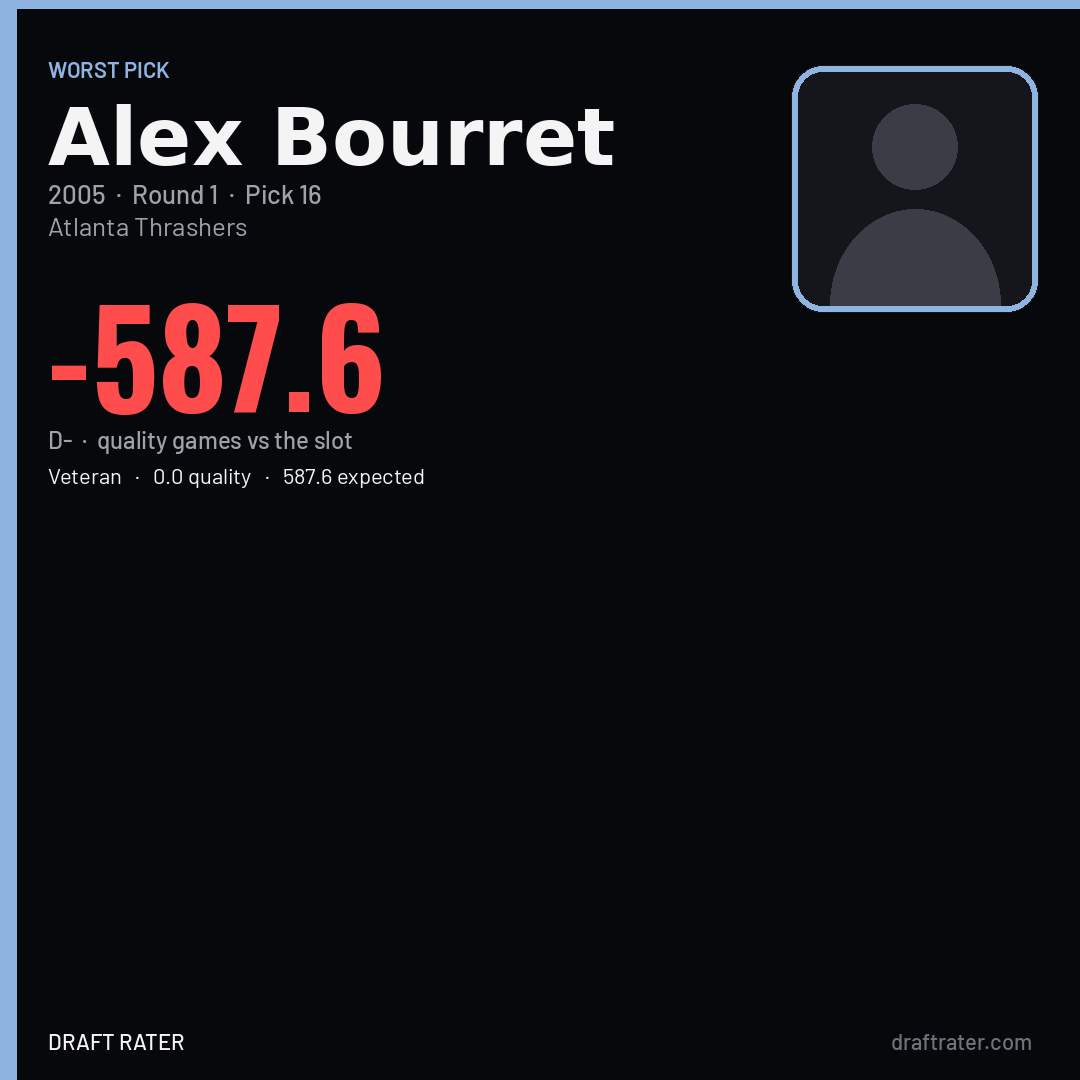 WORST PICK
Alex Bourret
2005 · Round 1 · Pick 16
Atlanta Thrashers
-587.6
D- · quality games vs the slot
Veteran · 0.0 quality · 587.6 expected
DRAFT RATER
draftrater.com